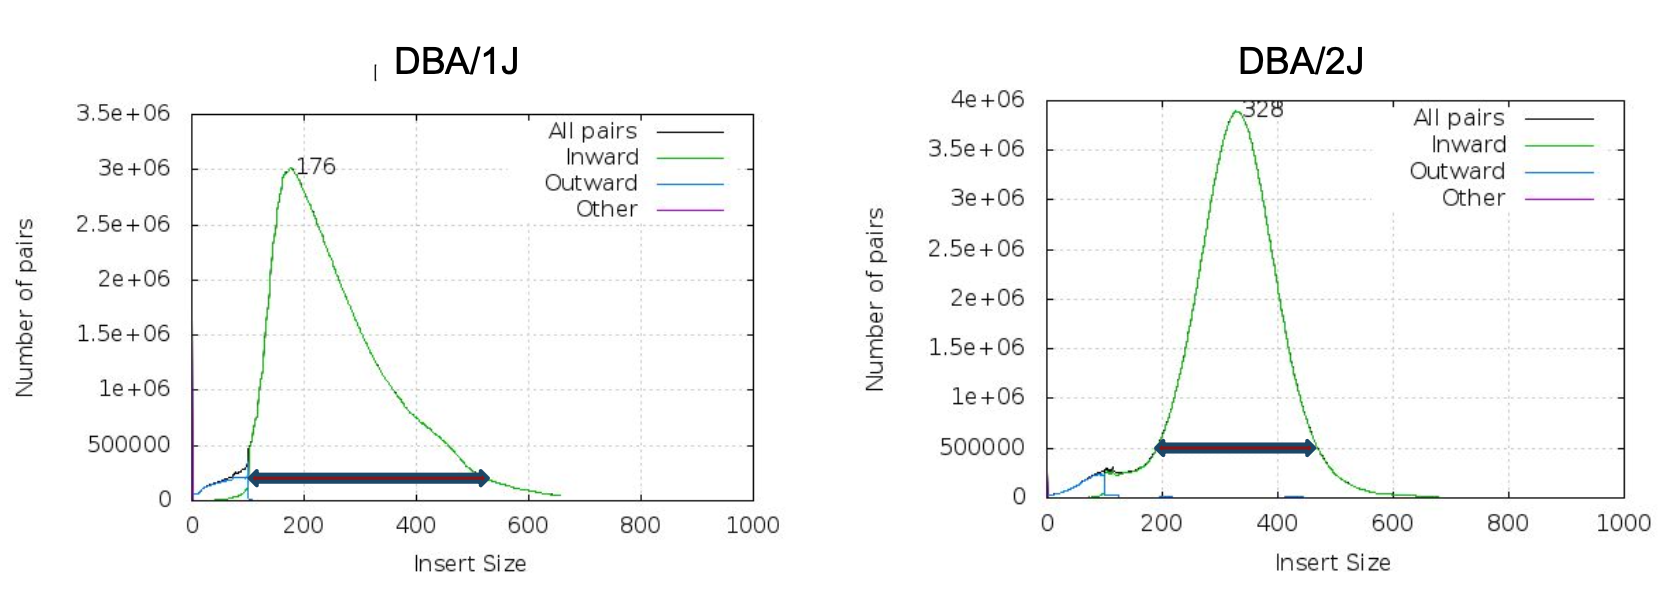 DBA/1J
3.5e+06
3e+06
2.5e+06
2e+06
1.5e+06
1e+06
500000
0
Number of pairs
176
All pairs
Inward
Outward
Other
0 200 400 600 800 1000
Insert Size
DBA/2J
4e+06
3.5e+06
3e+06
2.5e+06
2e+06
1.5e+06
1e+06
500000
0
Number of pairs
328
All pairs
Inward
Outward
Other
0 200 400 600 800 1000
Insert Size